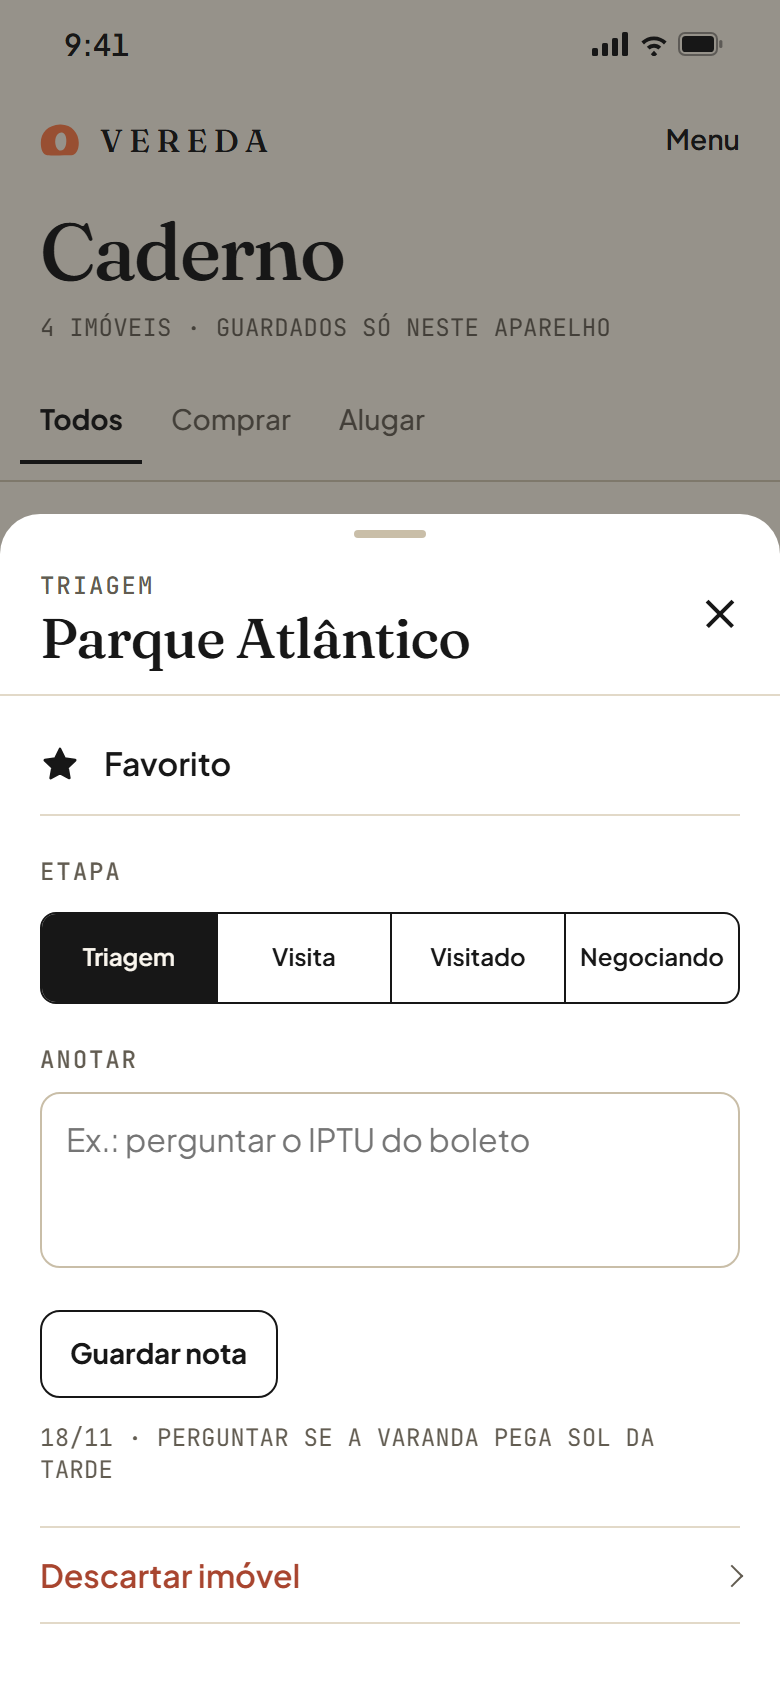 9:41
VEREDA
Menu
Caderno
4 IMÓVEIS · GUARDADOS SÓ NESTE APARELHO
Todos Comprar Alugar
TRIAGEM
Parque Atlântico
Favorito
ETAPA
Triagem Visita Visitado Negociando
ANOTAR
Ex.: perguntar o IPTU do boleto
Guardar nota
18/11 · PERGUNTAR SE A VARANDA PEGA SOL DA
TARDE
Descartar imóvel